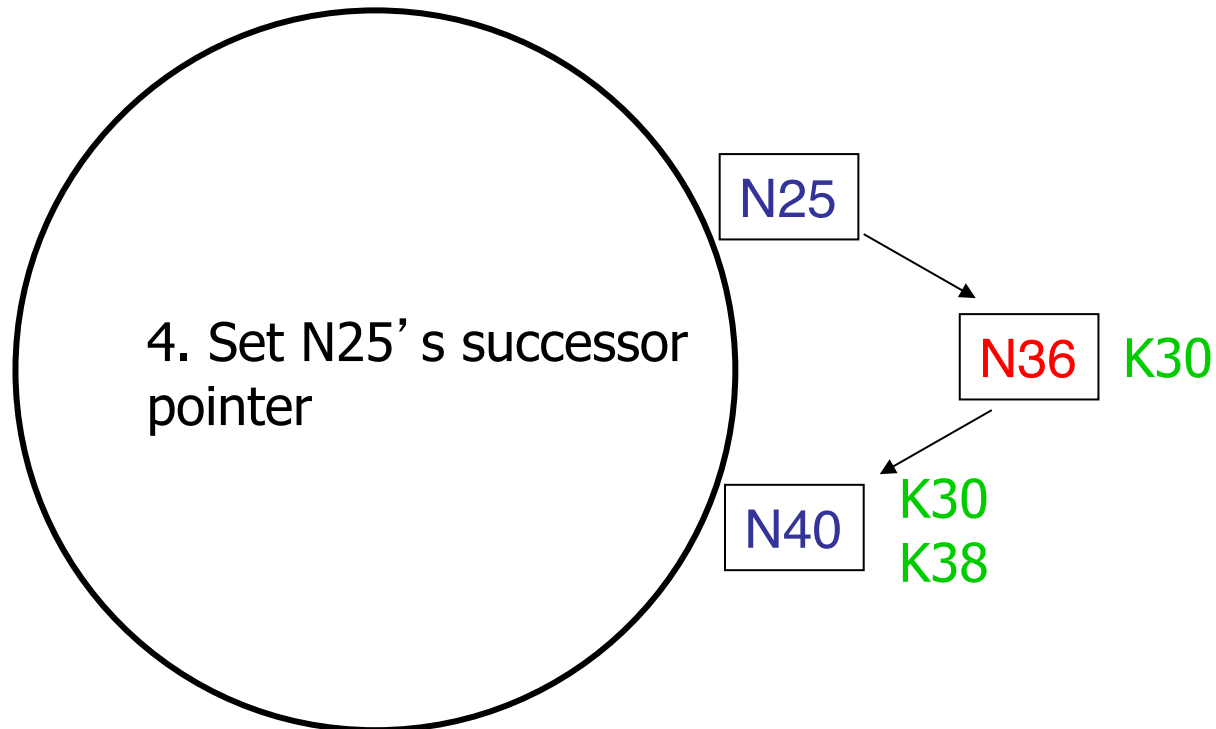 N25
4. Set N25’s successor
pointer
N36 K30
N40
K30
K38